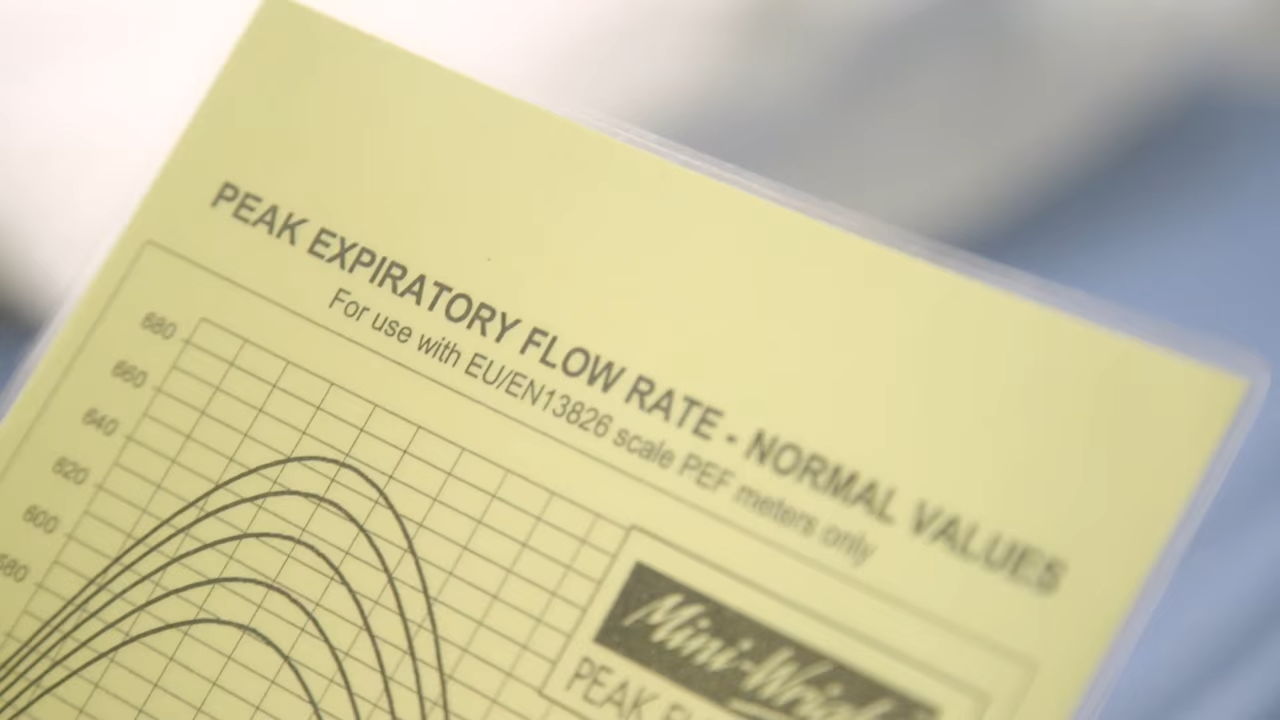 PEAK EXPIRATORY FLOW RATE - NORMAL VALUES
For use with EU/EN13826 scale PEF meters only
680
660
640
620
600
580
Mini-Wright
PEAK